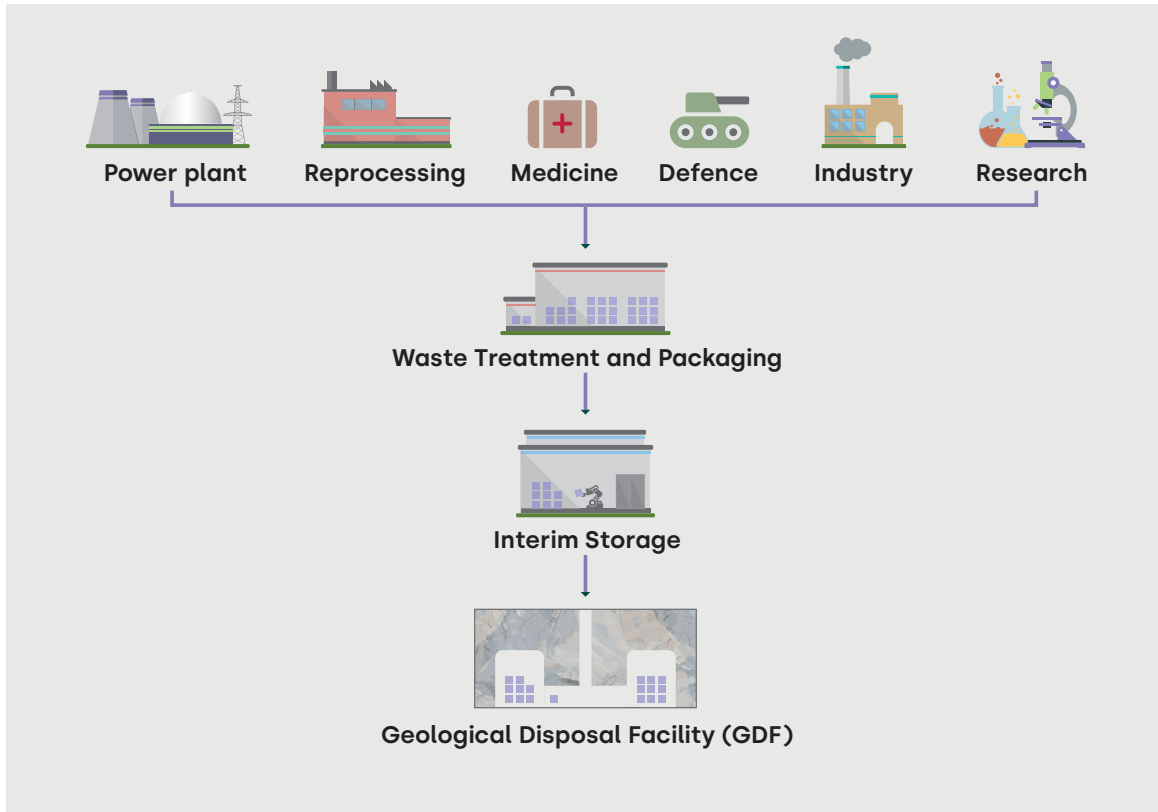 Power plant
Reprocessing
Medicine
Defence
Industry
Research
Waste Treatment and Packaging
Interim Storage
Geological Disposal Facility (GDF)